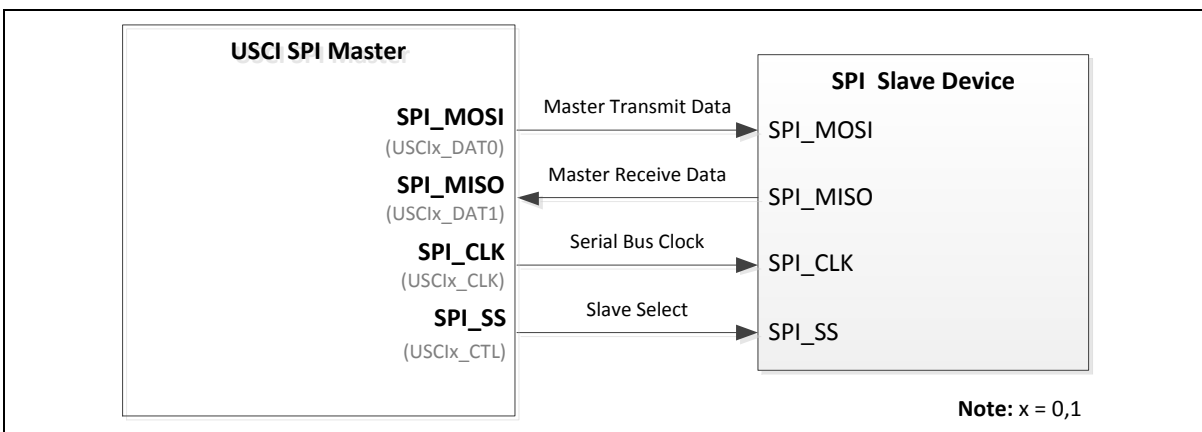 USCI SPI Master
SPI_MOSI
(USCIx_DAT0)
SPI_MISO
(USCIx_DAT1)
SPI_CLK
(USCIx_CLK)
SPI_SS
(USCIx_CTL)
Master Transmit Data
Master Receive Data
Serial Bus Clock
Slave Select
SPI Slave Device
SPI_MOSI
SPI_MISO
SPI_CLK
SPI_SS
Note: x = 0,1